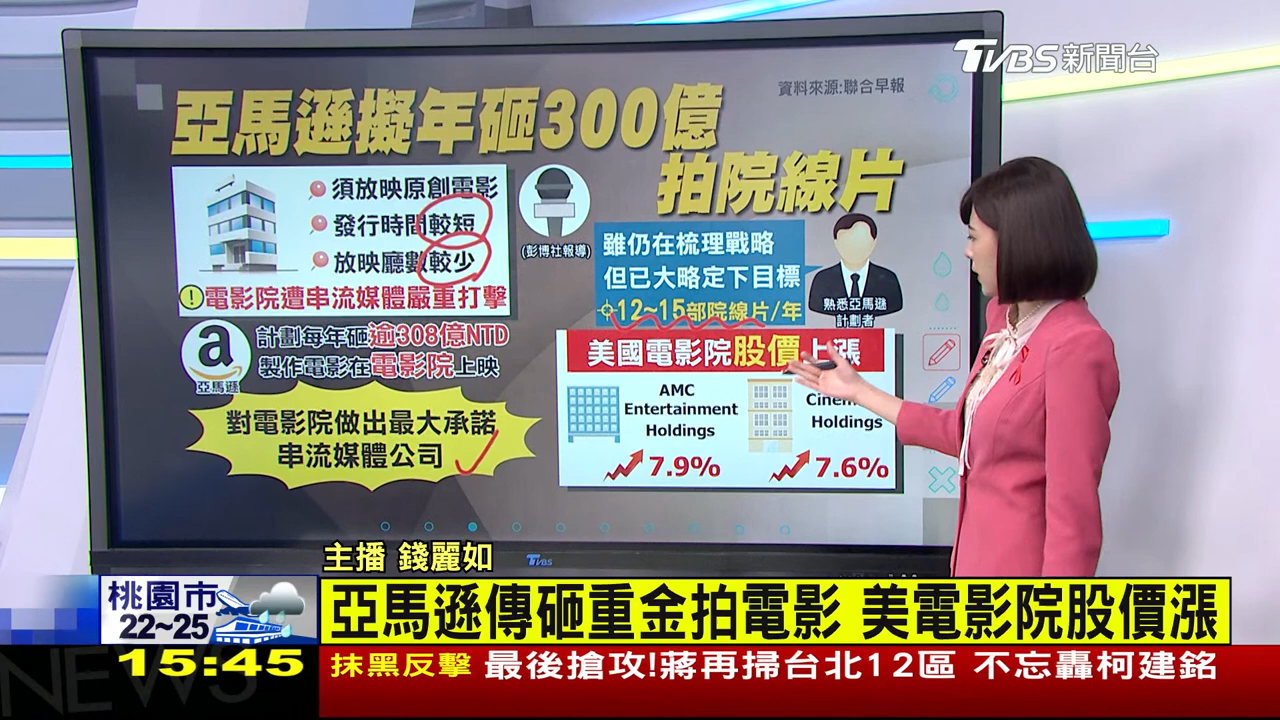 TVBS新聞台
資料來源:聯合早報
亞馬遜擬年砸300億
拍院線片
須放映原創電影
發行時間較短
放映廳數較少
!電影院遭串流媒體嚴重打擊
(彭博社報導)
雖仍在梳理戰略
但已大略定下目標
12~15部院線片/年
熟悉亞馬遜
計劃者
a
亞馬遜
計劃每年砸逾308億NTD
製作電影在電影院上映
對電影院做出最大承諾
串流媒體公司
美國電影院股價上漲
AMC
Entertainment
Holdings
7.9%
Holdings
7.6%
TVBS
主播 錢麗如
桃園市
22~25
亞馬遜傳砸重金拍電影 美電影院股價漲
NEWS
15:45
抹黑反擊 最後搶攻!蔣再掃台北12區 不忘轟柯建銘